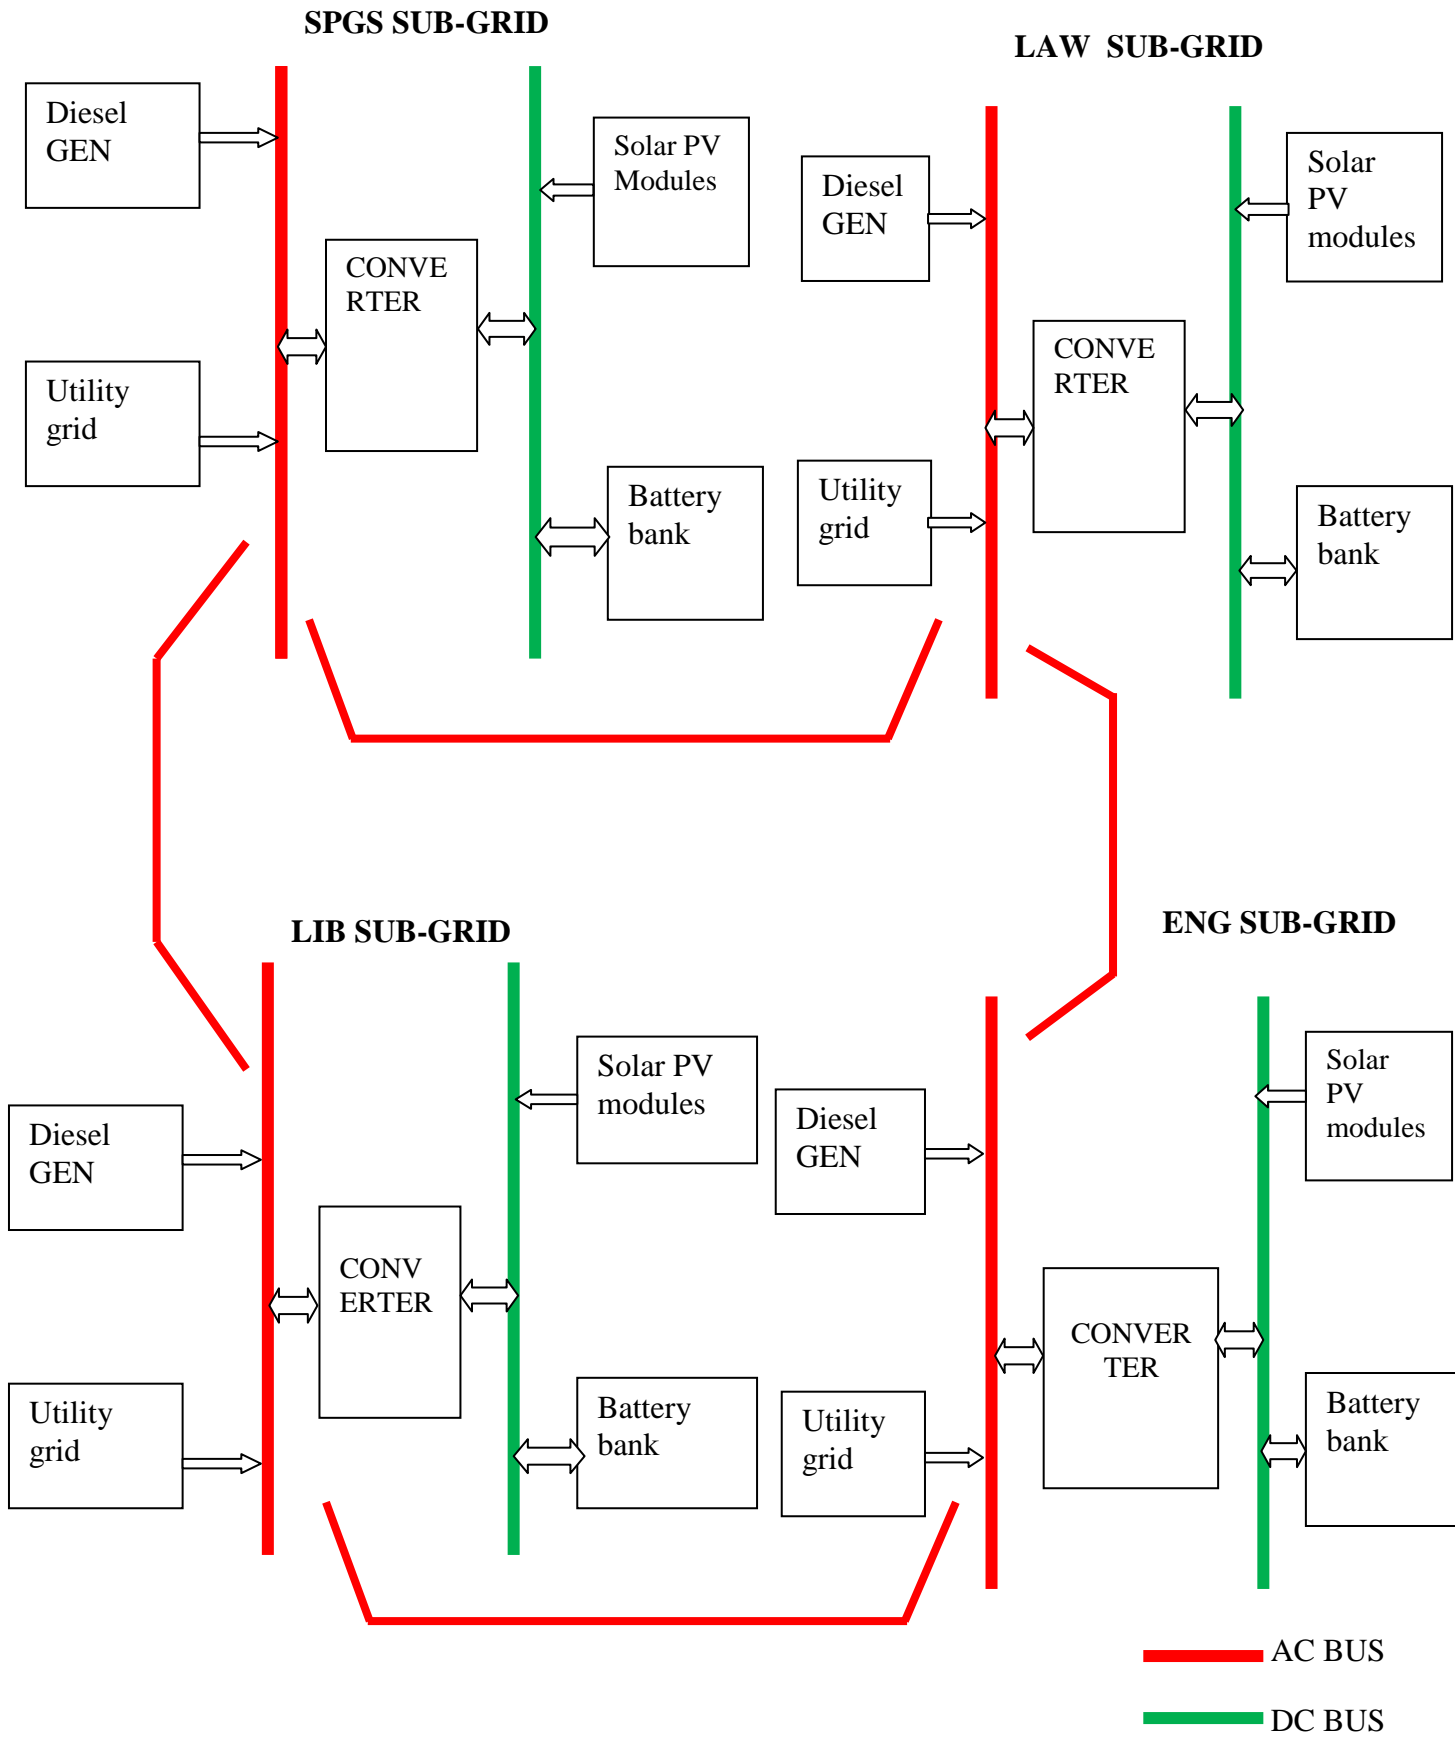 SPGS SUB-GRID
LAW SUB-GRID
Diesel
GEN
Solar PV
Modules
Diesel
GEN
Solar
PV
modules
CONVE
RTER
CONVE
RTER
Utility
grid
Battery
bank
Utility
grid
Battery
bank
LIB SUB-GRID
ENG SUB-GRID
Diesel
GEN
Solar PV
modules
Diesel
GEN
Solar
PV
modules
CONV
ERTER
CONVER
TER
Utility
grid
Battery
bank
Utility
grid
Battery
bank
AC BUS
DC BUS